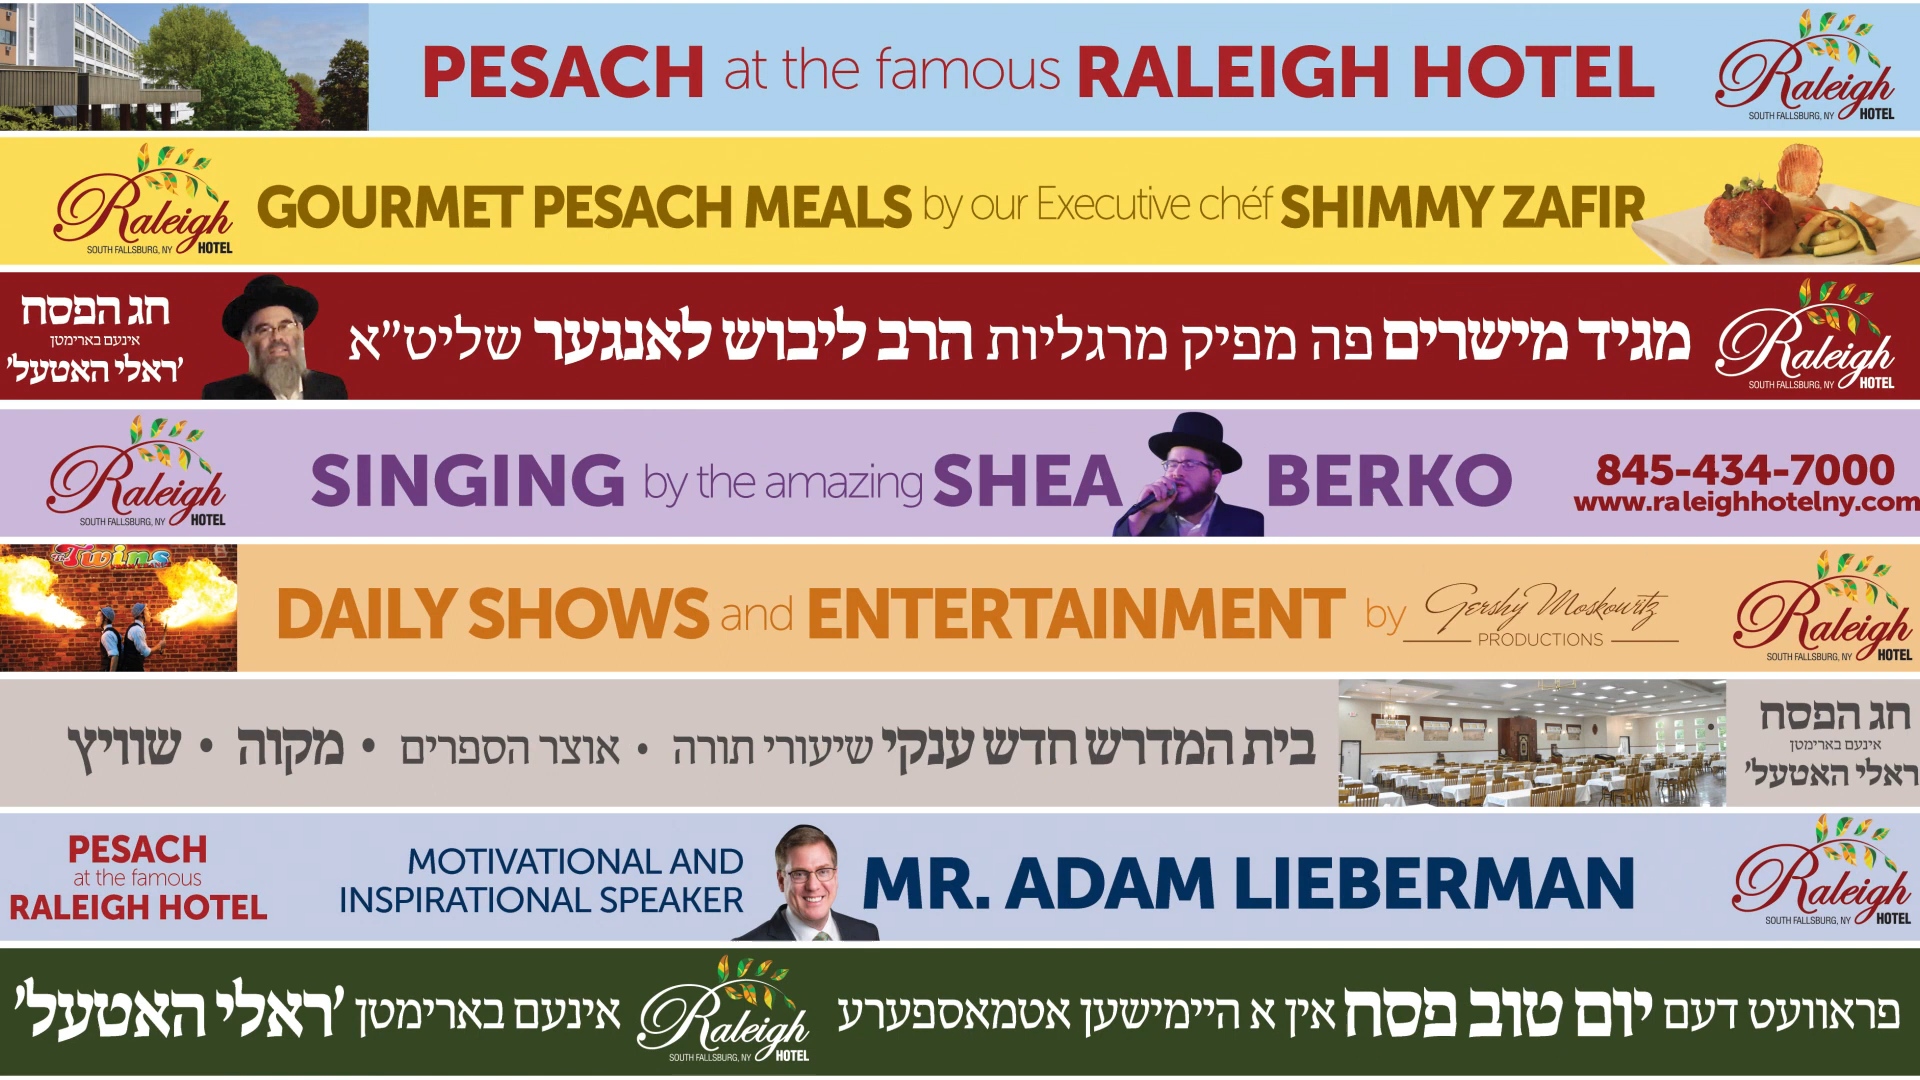 PESACH at the famous RALEIGH HOTEL
Raleigh
SOUTH FALLSBURG, NY HOTEL
Raleigh
SOUTH FALLSBURG, NY HOTEL
GOURMET PESACH MEALS by our Executive chéf SHIMMY ZAFIR
חג הפסח
אינעם בארימטן
'ראלי האטעל'
מגיד מישרים פה מפיק מרגליות הרב ליבוש לאנגער שליט"א
Raleigh
SOUTH FALLSBURG, NY HOTEL
Raleigh
SOUTH FALLSBURG, NY HOTEL
SINGING by the amazing SHEA BERKO
845-434-7000
www.raleighhotelny.com
Twins
DAILY SHOWS and ENTERTAINMENT by Gershy Moskowitz
PRODUCTIONS
Raleigh
SOUTH FALLSBURG, NY HOTEL
בית המדרש חדש ענקי שיעורי תורה • אוצר הספרים • מקוה • שוויץ
חג הפסח
אינעם בארימטן
ראלי האטעל'
PESACH
at the famous
RALEIGH HOTEL
MOTIVATIONAL AND
INSPIRATIONAL SPEAKER
MR. ADAM LIEBERMAN
Raleigh
SOUTH FALLSBURG, NY HOTEL
פראוועט דעם יום טוב פסח אין א היימישען אטמאספערע
Raleigh
SOUTH FALLSBURG, NY HOTEL
אינעם בארימטן 'ראלי האטעל'